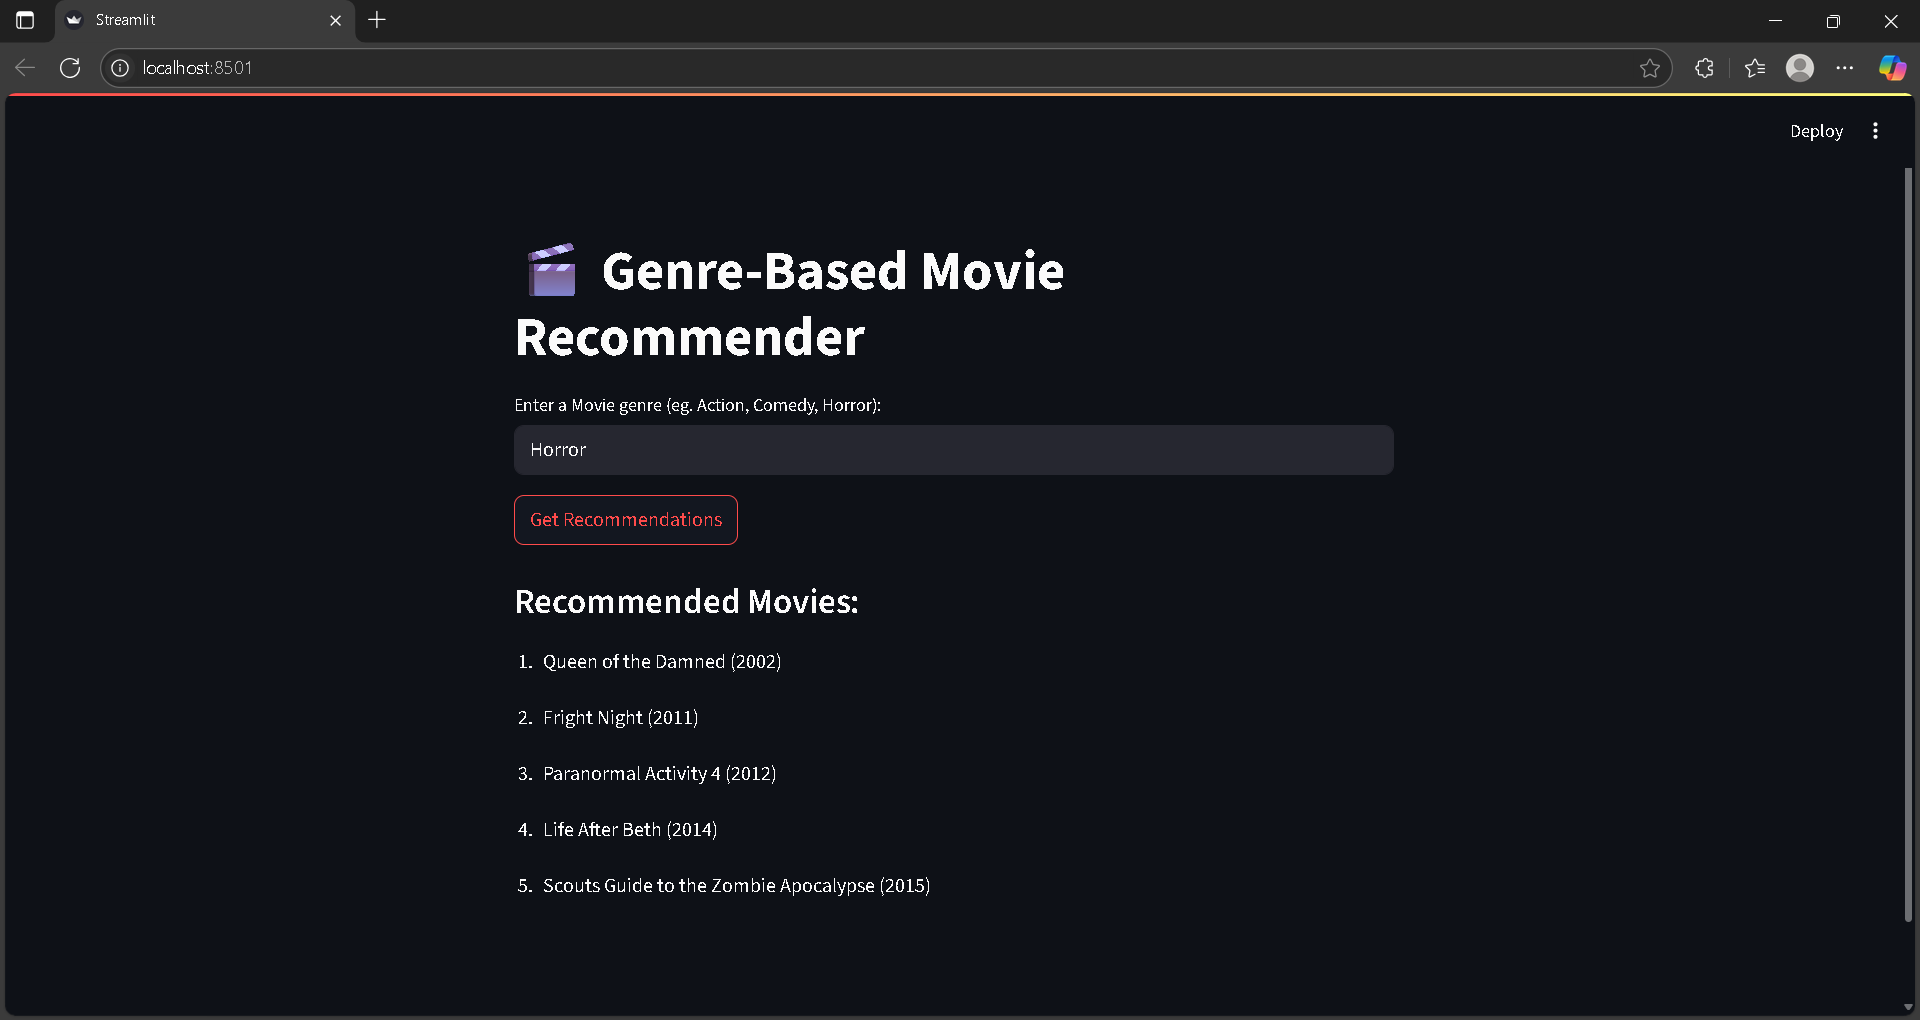 Streamlit
localhost:8501
Deploy
Genre-Based Movie
Recommender
Enter a Movie genre (eg. Action, Comedy, Horror):
Horror
Get Recommendations
Recommended Movies:
1. Queen of the Damned (2002)
2. Fright Night (2011)
3. Paranormal Activity 4 (2012)
4. Life After Beth (2014)
5. Scouts Guide to the Zombie Apocalypse (2015)